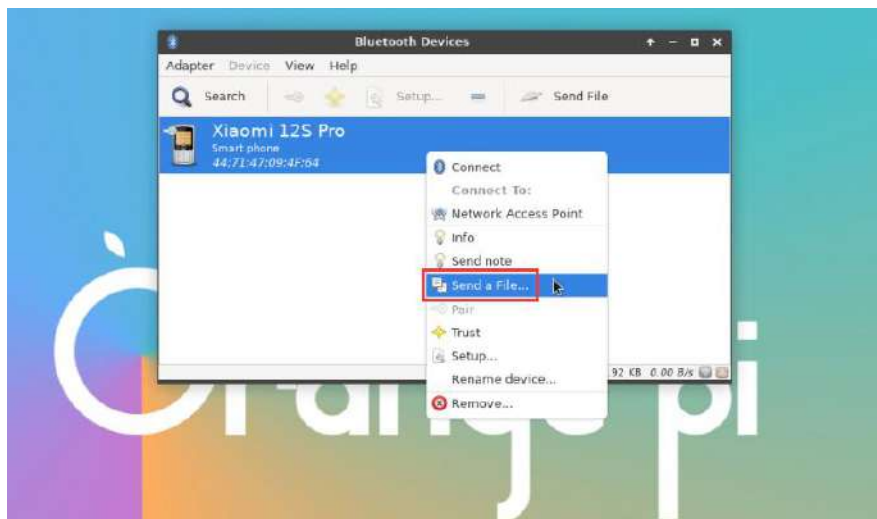 Bluetooth Devices
Adapter Device View Help
Search Setup... Send File
Xiaomi 12S Pro
Smart phone
44:71:47:09:4F:64
Connect
Connect To:
Network Access Point
Info
Send note
Send a File...
Pair
Trust
Setup...
Rename device...
Remove...
92 KB 0.00 B/s
Orange pi